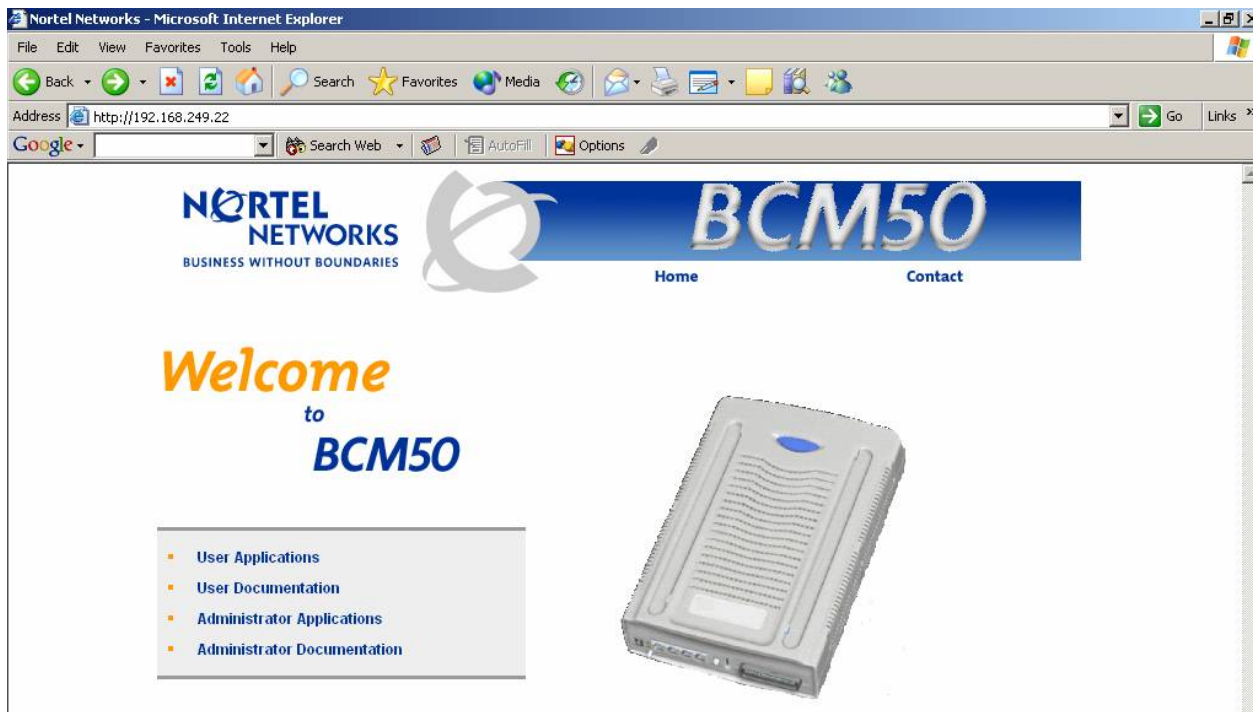 Nortel Networks - Microsoft Internet Explorer
File Edit View Favorites Tools Help
Back Search Favorites Media
Address http://192.168.249.22 Go Links »
Google Search Web AutoFill Options
NORTEL
NETWORKS
BUSINESS WITHOUT BOUNDARIES
BCM50
Home Contact
Welcome
to
BCM50
User Applications
User Documentation
Administrator Applications
Administrator Documentation